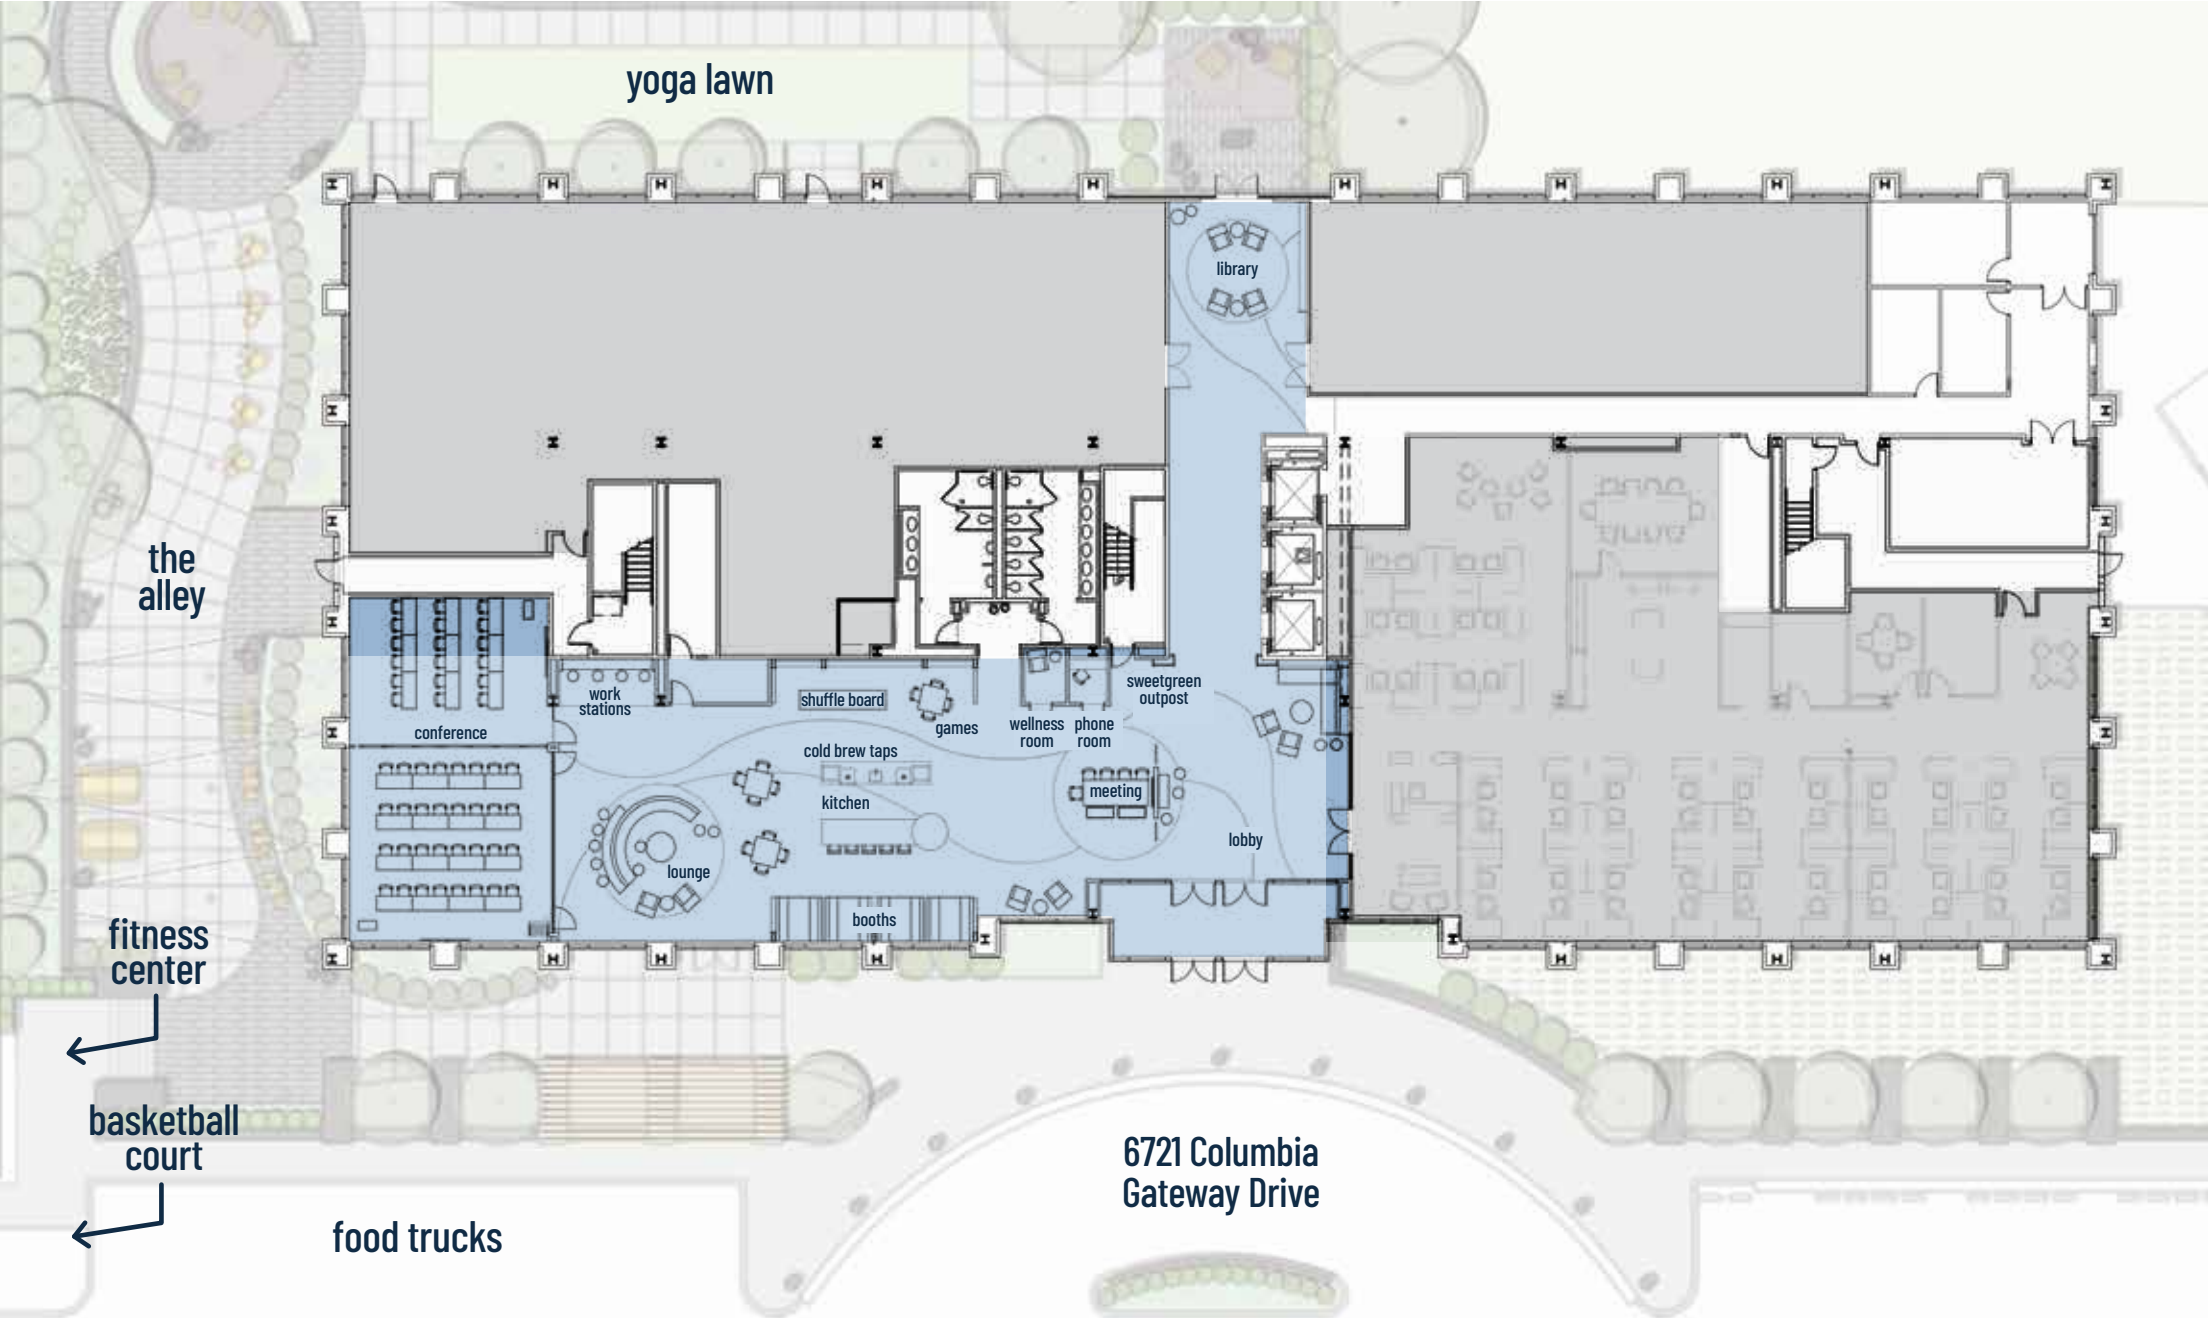 yoga lawn
library
the
alley
work
stations
shuffle board
games
wellness
room
phone
room
sweetgreen
outpost
conference
cold brew taps
kitchen
meeting
lobby
lounge
booths
fitness
center
basketball
court
food trucks
6721 Columbia
Gateway Drive